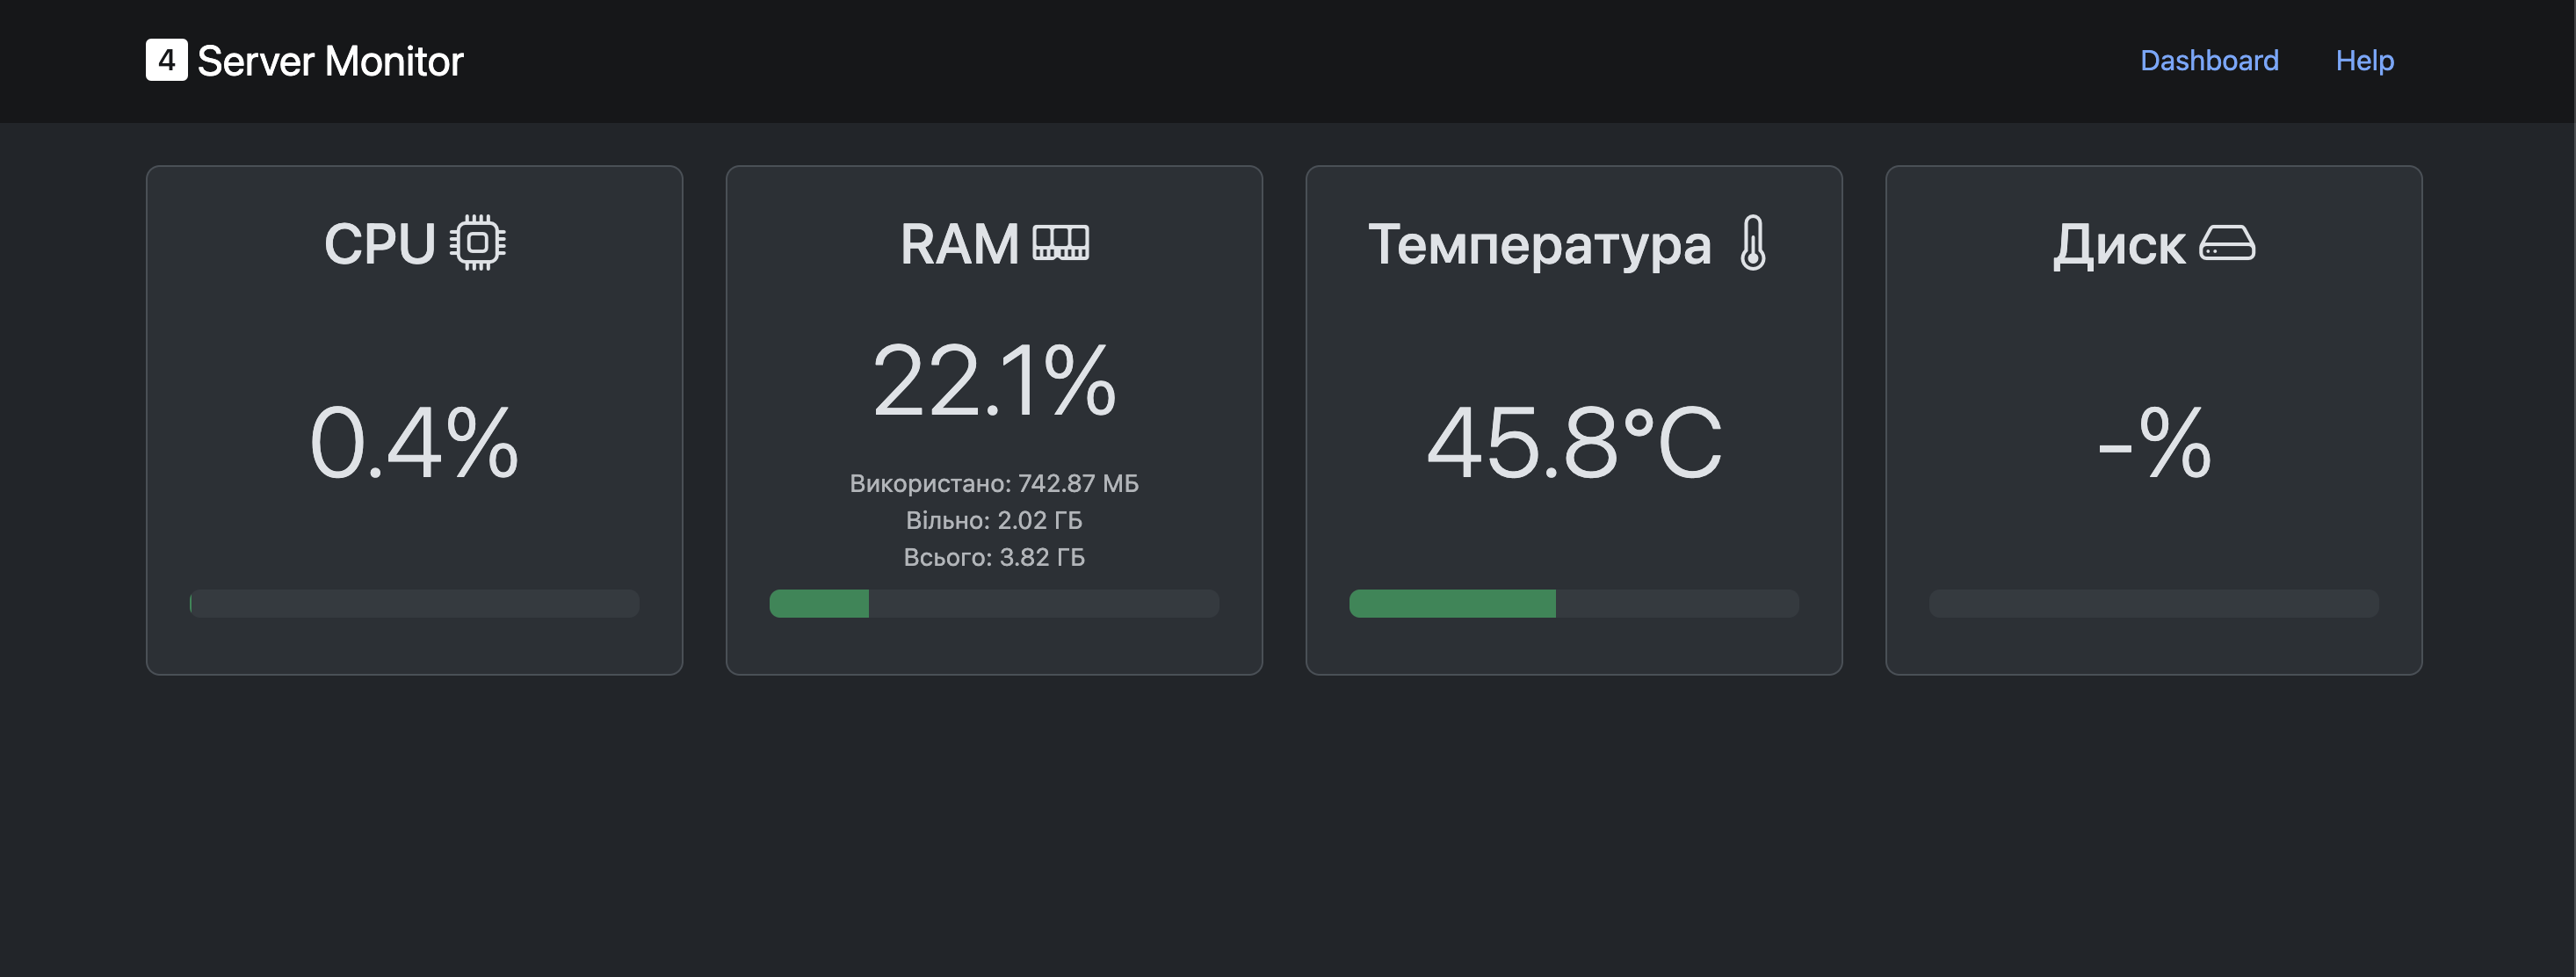 4 Server Monitor
Dashboard
Help
CPU
0.4%
RAM
22.1%
Використано: 742.87 МБ
Вільно: 2.02 ГБ
Всього: 3.82 ГБ
Температура
45.8°C
Диск
-%